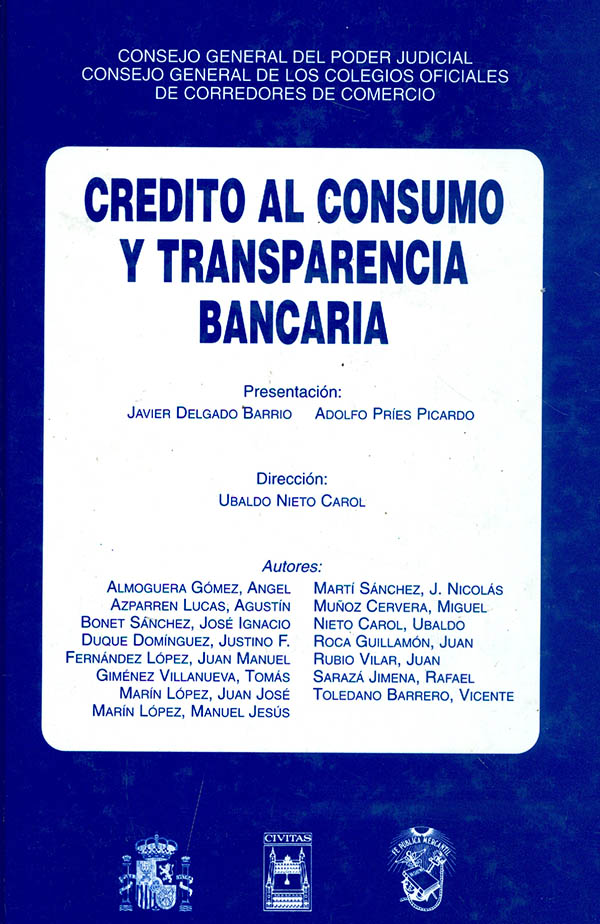 CONSEJO GENERAL DEL PODER JUDICIAL
CONSEJO GENERAL DE LOS COLEGIOS OFICIALES
DE CORREDORES DE COMERCIO
CREDITO AL CONSUMO
Y TRANSPARENCIA
BANCARIA
Presentación:
JAVIER DELGADO BARRIO ADOLFO PRÍES PICARDO
Dirección:
UBALDO NIETO CAROL
Autores:
ALMOGUERA GÓMEZ, ANGEL
AZPARREN LUCAS, AGUSTÍN
BONET SÁNCHEZ, JOSÉ IGNACIO
DUQUE DOMÍNGUEZ, JUSTINO F.
FERNÁNDEZ LÓPEZ, JUAN MANUEL
GIMÉNEZ VILLANUEVA, TOMÁS
MARÍN LÓPEZ, JUAN JOSÉ
MARÍN LÓPEZ, MANUEL JESÚS
MARTÍ SÁNCHEZ, J. NICOLÁS
MUÑOZ CERVERA, MIGUEL
NIETO CAROL, UBALDO
ROCA GUILLAMÓN, JUAN
RUBIO VILAR, JUAN
SARAZÁ JIMENA, RAFAEL
TOLEDANO BARRERO, VICENTE
CIVITAS
FE PÚBLICA MERCANTIL